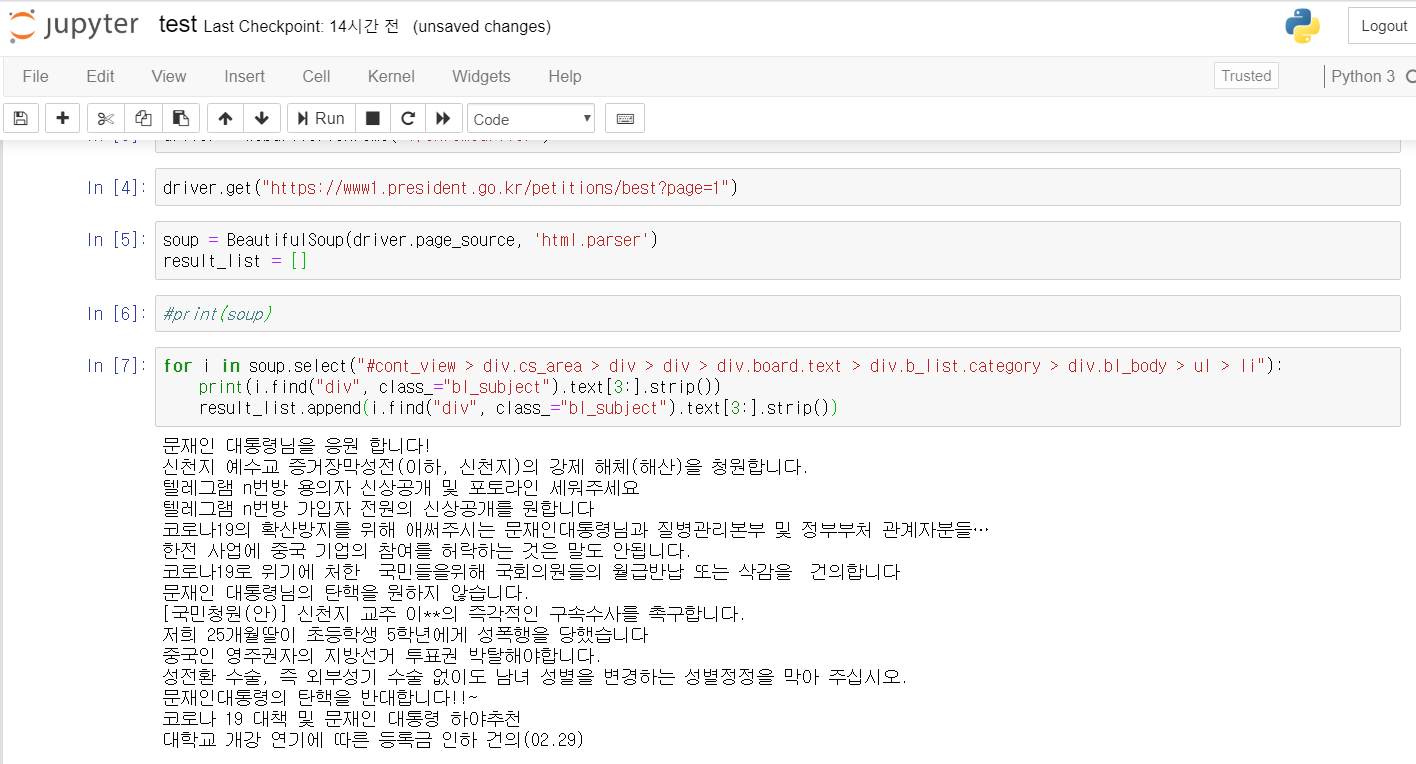 jupyter test Last Checkpoint: 14시간 전 (unsaved changes) Logout
File Edit View Insert Cell Kernel Widgets Help Trusted Python 3
Run Code
In [4]: driver.get("https://www1.president.go.kr/petitions/best?page=1")
In [5]: soup = BeautifulSoup(driver.page_source, 'html.parser')
result_list = []
In [6]: #print(soup)
In [7]: for i in soup.select("#cont_view > div.cs_area > div > div > div.board.text > div.b_list.category > div.bl_body > ul > li"):
print(i.find("div", class_="bl_subject").text[3:].strip())
result_list.append(i.find("div", class_="bl_subject").text[3:].strip())
문재인 대통령님을 응원 합니다!
신천지 예수교 증거장막성전(이하, 신천지)의 강제 해체(해산)을 청원합니다.
텔레그램 n번방 용의자 신상공개 및 포토라인 세워주세요
텔레그램 n번방 가입자 전원의 신상공개를 원합니다
코로나19의 확산방지를 위해 애써주시는 문재인대통령님과 질병관리본부 및 정부부처 관계자분들…
한전 사업에 중국 기업의 참여를 허락하는 것은 말도 안됩니다.
코로나19로 위기에 처한  국민들을위해 국회의원들의 월급반납 또는 삭감을  건의합니다
문재인 대통령님의 탄핵을 원하지 않습니다.
[국민청원(안)] 신천지 교주 이**의 즉각적인 구속수사를 촉구합니다.
저희 25개월딸이 초등학생 5학년에게 성폭행을 당했습니다
중국인 영주권자의 지방선거 투표권 박탈해야합니다.
성전환 수술, 즉 외부성기 수술 없이도 남녀 성별을 변경하는 성별정정을 막아 주십시오.
문재인대통령의 탄핵을 반대합니다!!~
코로나 19 대책 및 문재인 대통령 하야추천
대학교 개강 연기에 따른 등록금 인하 건의(02.29)